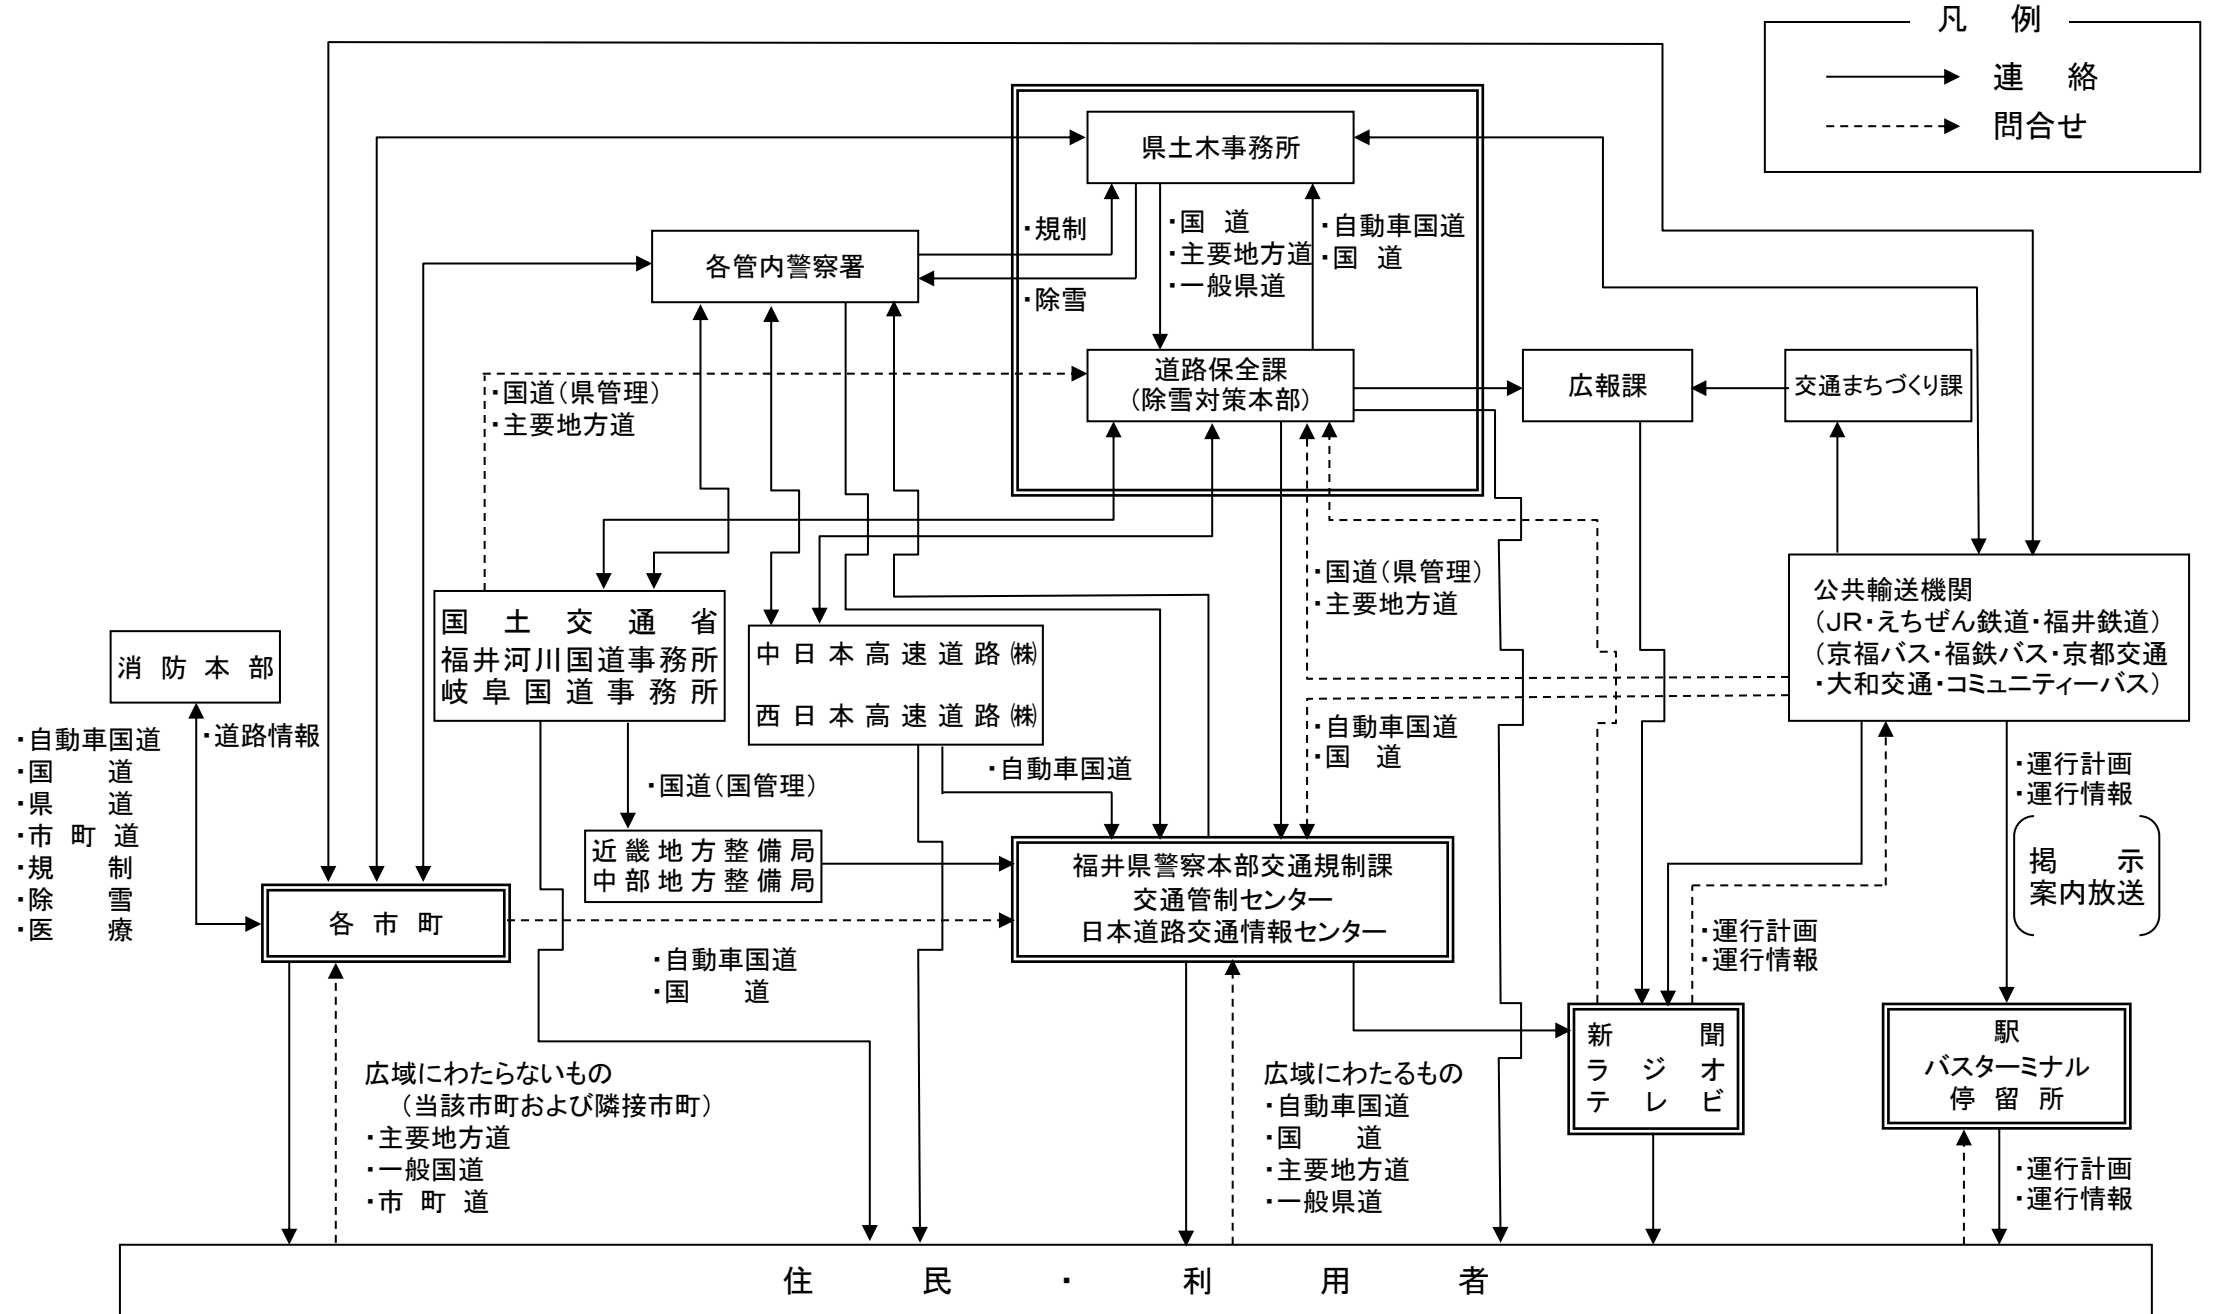 凡　例
連　絡
問合せ
県土木事務所
・規制
・除雪
・国　道
・主要地方道
・一般県道
・自動車国道
・国　道
各管内警察署
道路保全課
（除雪対策本部）
広報課
交通まちづくり課
・国道（県管理）
・主要地方道
・国道（県管理）
・主要地方道
公共輸送機関
（ＪＲ・えちぜん鉄道・福井鉄道）
（京福バス・福鉄バス・京都交通
・大和交通・コミュニティーバス）
国土交通省
福井河川国道事務所
岐阜国道事務所
中日本高速道路㈱
西日本高速道路㈱
消防本部
・道路情報
・自動車国道
・国　　道
・県　　道
・市町道
・規　　制
・除　　雪
・医　　療
・自動車国道
・国　道
・自動車国道
・国道（国管理）
・運行計画
・運行情報
掲　　示
案内放送
近畿地方整備局
中部地方整備局
福井県警察本部交通規制課
交通管制センター
日本道路交通情報センター
各市町
・自動車国道
・国　　道
・運行計画
・運行情報
新　　聞
ラジオ
テレビ
駅
バスターミナル
停留所
広域にわたらないもの
（当該市町および隣接市町）
・主要地方道
・一般国道
・市町道
広域にわたるもの
・自動車国道
・国　　道
・主要地方道
・一般県道
・運行計画
・運行情報
住民・利用者